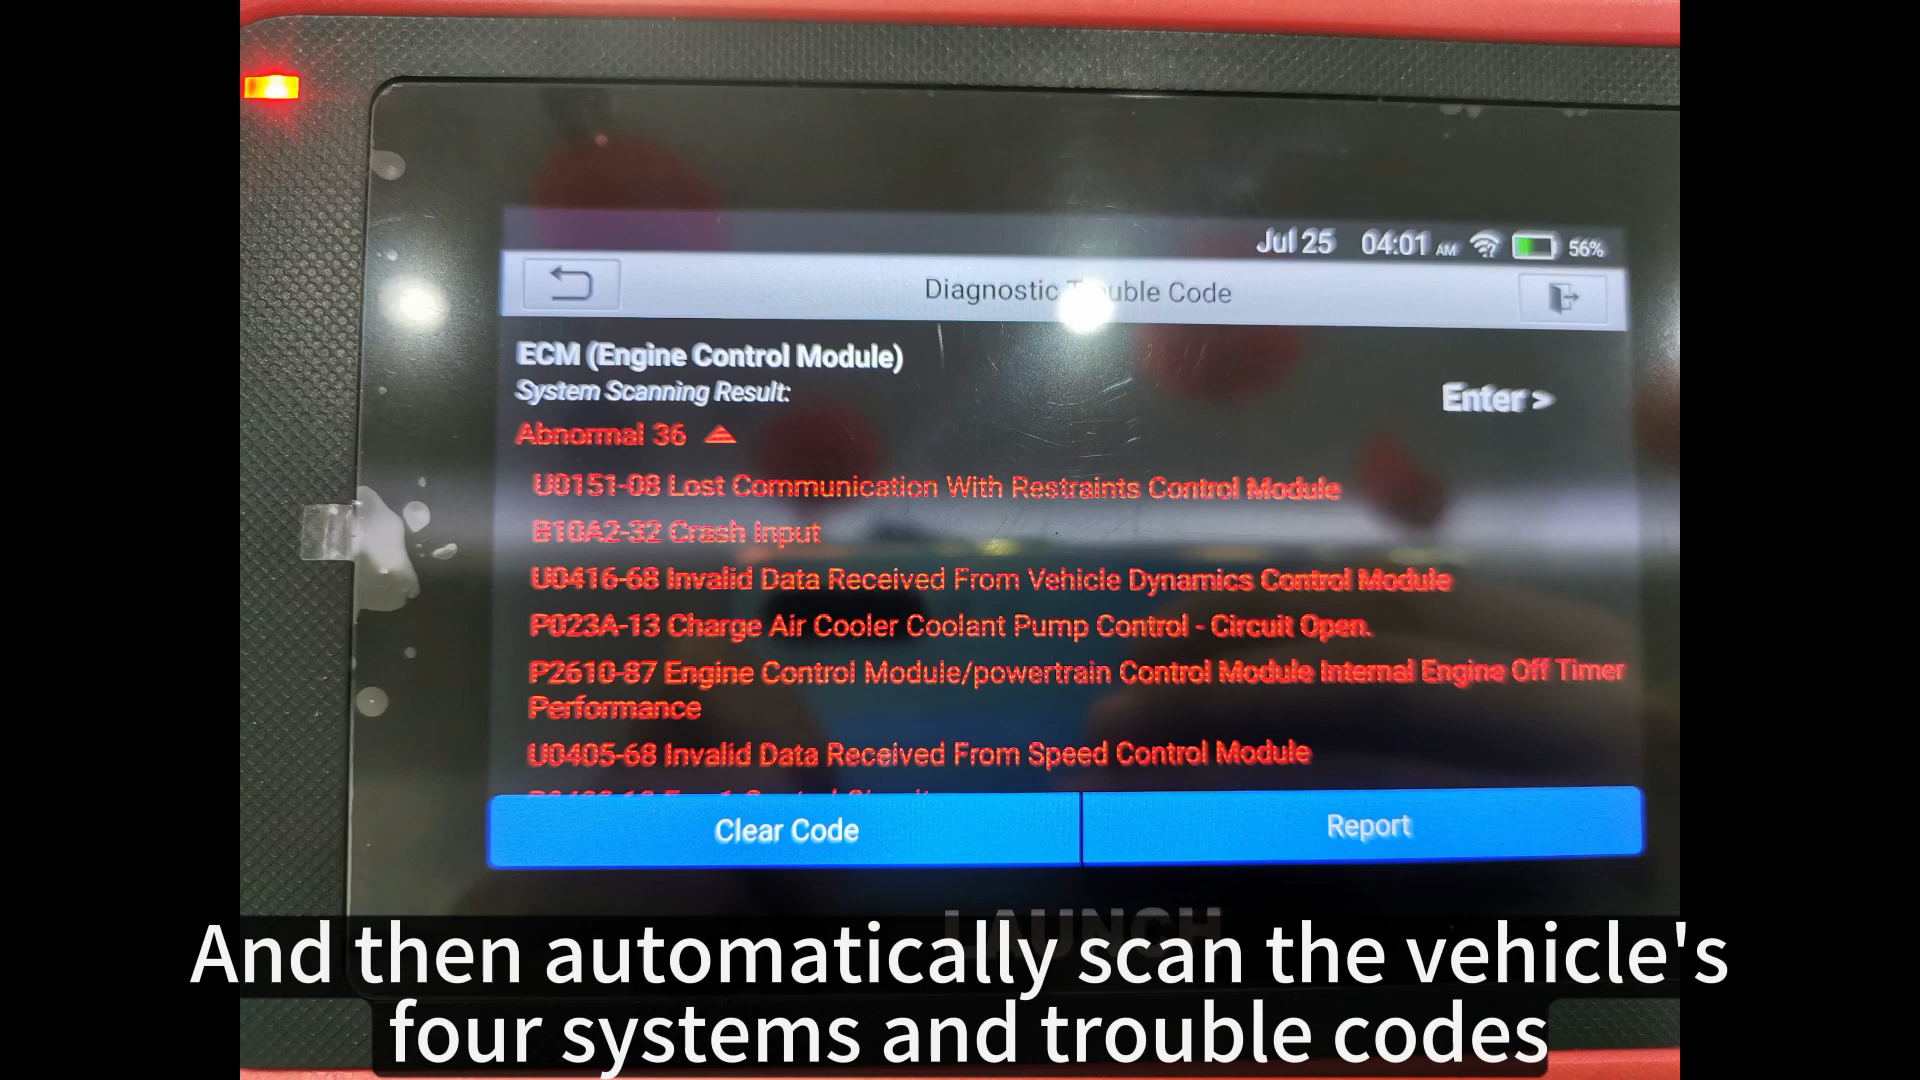 Jul 25 04:01 AM 56%
Diagnostic Trouble Code
ECM (Engine Control Module)
System Scanning Result:
Enter >
Abnormal 36
U0151-08 Lost Communication With Restraints Control Module
B10A2-32 Crash Input
U0416-68 Invalid Data Received From Vehicle Dynamics Control Module
P023A-13 Charge Air Cooler Coolant Pump Control - Circuit Open.
P2610-87 Engine Control Module/powertrain Control Module Internal Engine Off Timer
Performance
U0405-68 Invalid Data Received From Speed Control Module
Clear Code
Report
LAUNCH
And then automatically scan the vehicle's
four systems and trouble codes